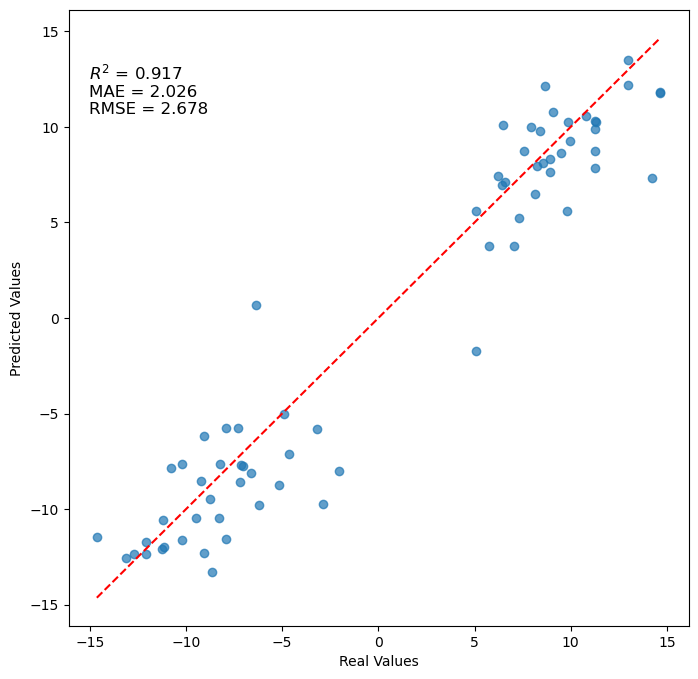 R² = 0.917
MAE = 2.026
RMSE = 2.678
15
10
5
0
−5
−10
−15
Predicted Values
−15 −10 −5 0 5 10 15
Real Values